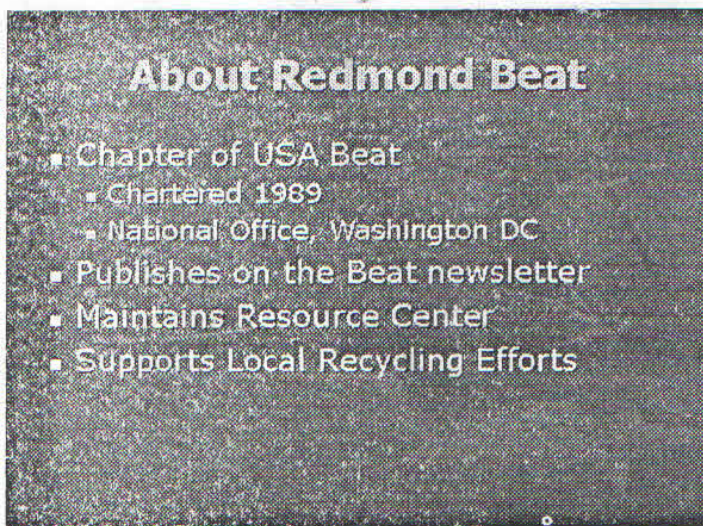 About Redmond Beat
▪ Chapter of USA Beat
▪ Chartered 1989
▪ National Office, Washington DC
▪ Publishes on the Beat newsletter
▪ Maintains Resource Center
▪ Supports Local Recycling Efforts